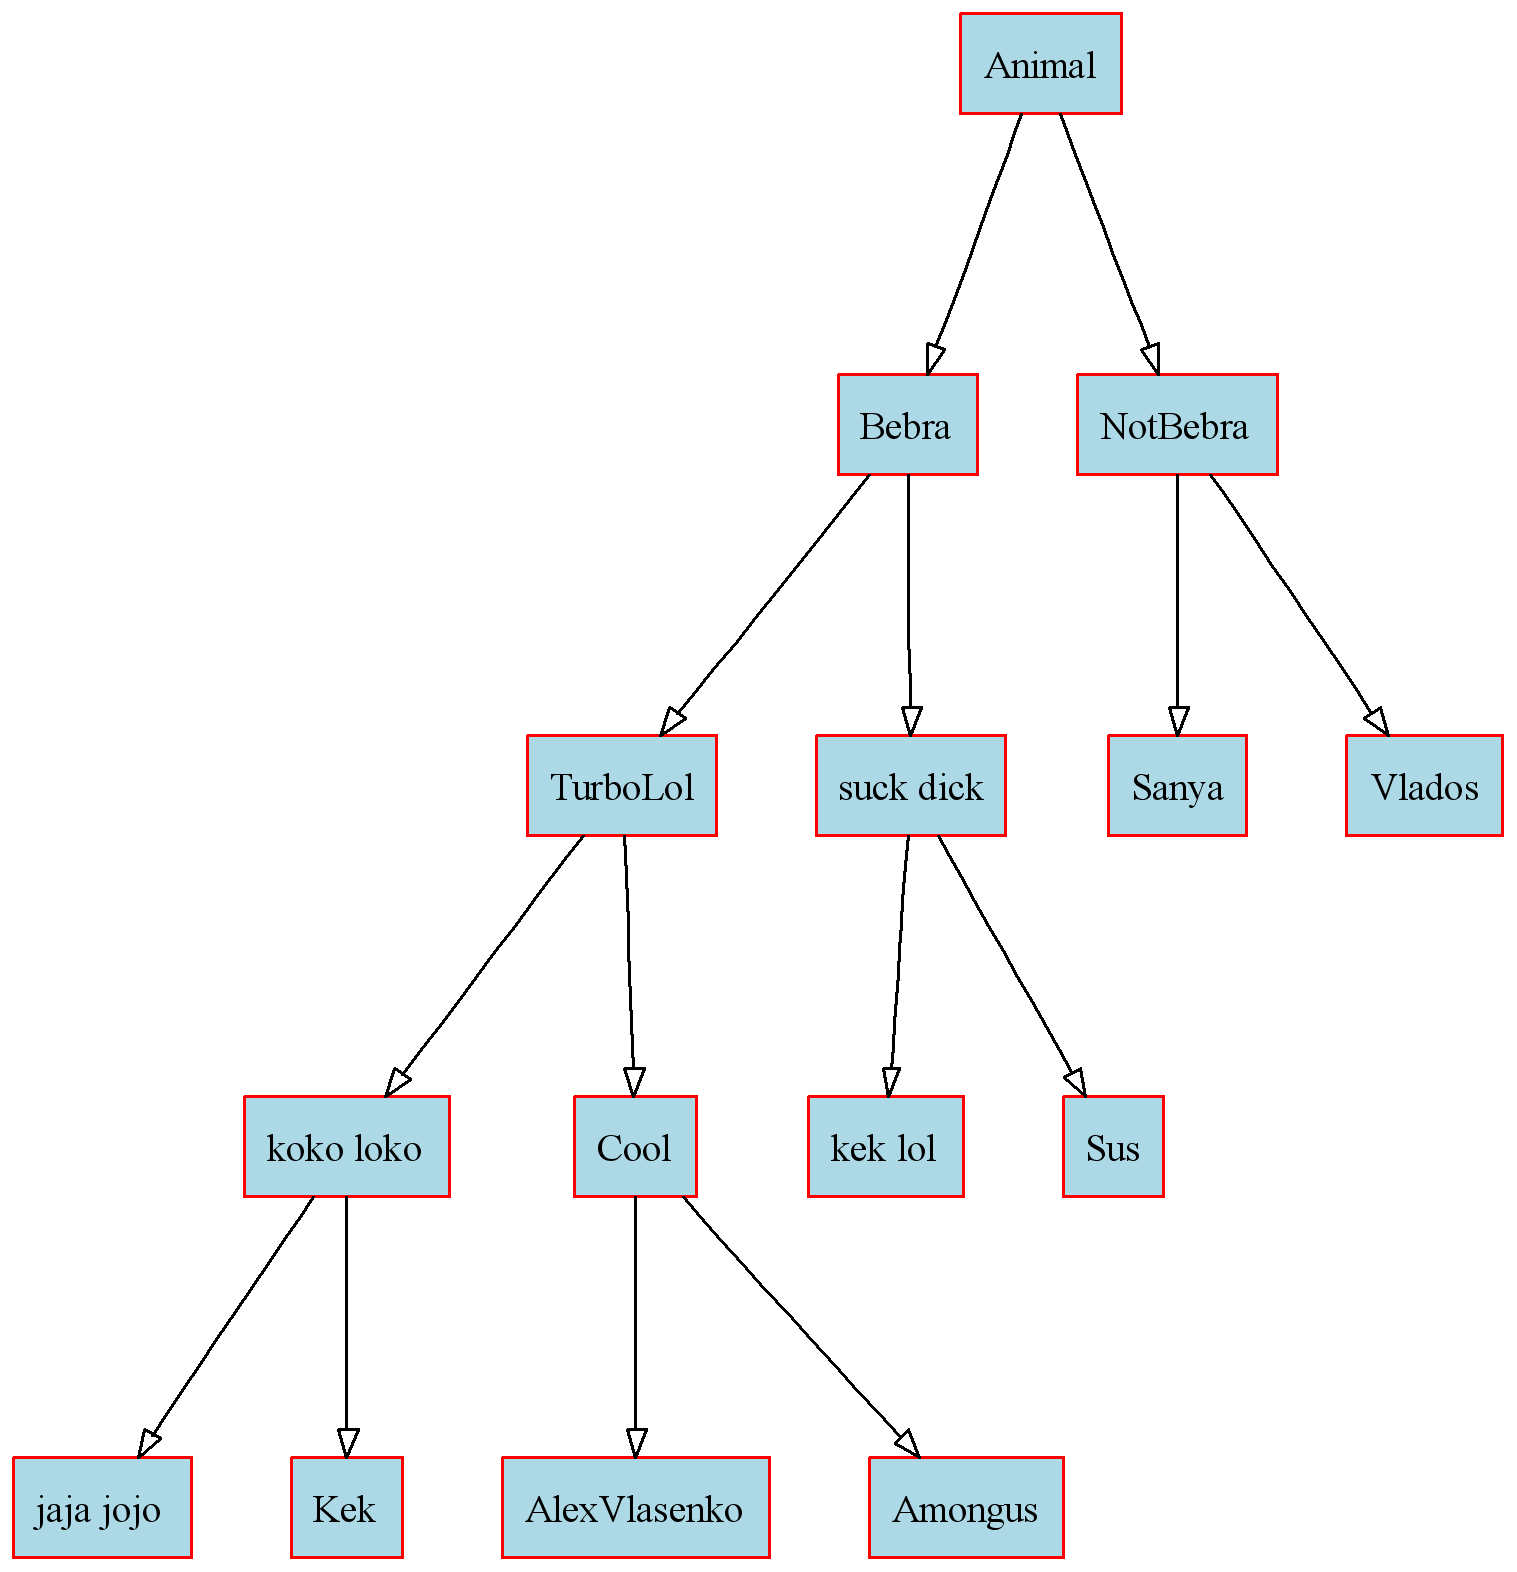 Animal
Bebra
NotBebra
TurboLol
suck dick
Sanya
Vlados
koko loko
Cool
kek lol
Sus
jaja jojo
Kek
AlexVlasenko
Amongus